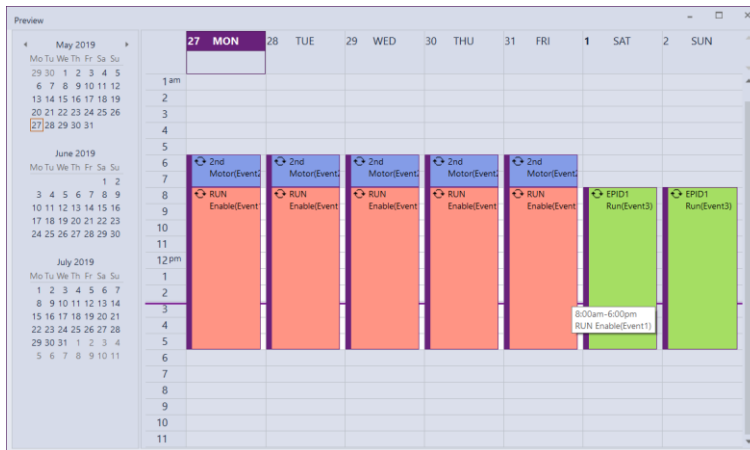 Preview
May 2019
Mo Tu We Th Fr Sa Su
29 30 1 2 3 4 5
6 7 8 9 10 11 12
13 14 15 16 17 18 19
20 21 22 23 24 25 26
27 28 29 30 31
June 2019
Mo Tu We Th Fr Sa Su
1 2
3 4 5 6 7 8 9
10 11 12 13 14 15 16
17 18 19 20 21 22 23
24 25 26 27 28 29 30
July 2019
Mo Tu We Th Fr Sa Su
1 2 3 4 5 6 7
8 9 10 11 12 13 14
15 16 17 18 19 20 21
22 23 24 25 26 27 28
29 30 31 1 2 3 4
5 6 7 8 9 10 11
27 MON 28 TUE 29 WED 30 THU 31 FRI 1 SAT 2 SUN
1 am
2
3
4
5
6 2nd 2nd 2nd 2nd 2nd
Motor(Event2 Motor(Event2 Motor(Event2 Motor(Event2 Motor(Event2
7
8 RUN RUN RUN RUN RUN EPID1 EPID1
Enable(Event Enable(Event Enable(Event Enable(Event Enable(Event Run(Event3) Run(Event3)
9
10
11
12 pm
1
2
3
8:00am-6:00pm
4 RUN Enable(Event1)
5
6
7
8
9
10
11